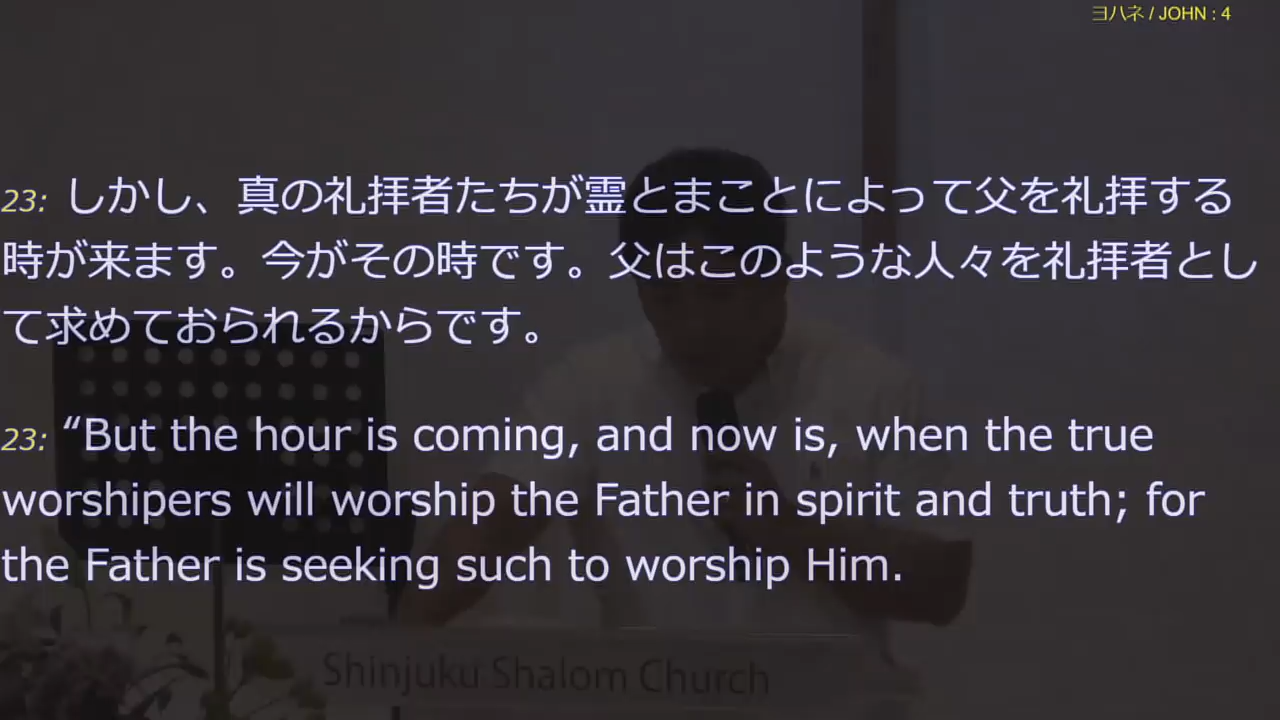 ヨハネ / JOHN : 4
23: しかし、真の礼拝者たちが霊とまことによって父を礼拝する
時が来ます。今がその時です。父はこのような人々を礼拝者とし
て求めておられるからです。
23: “But the hour is coming, and now is, when the true
worshipers will worship the Father in spirit and truth; for
the Father is seeking such to worship Him.
Shinjuku Shalom Church